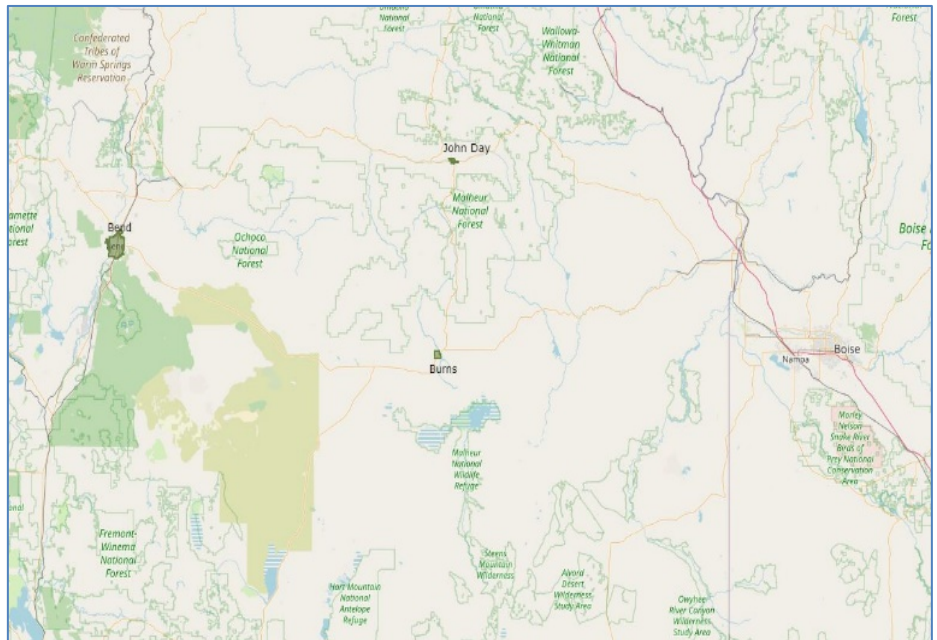 National
Forest
National
Forest
Forest
Confederated
Tribes of
Warm Springs
Reservation
Wallowa-
Whitman
National
Forest
John Day
Malheur
National
Forest
Bend
Ochoco
National
Forest
Boise
Burns
Boise
Nampa
Morley
Nelson
Snake River
Birds of
Prey National
Conservation
Area
Malheur
National
Wildlife
Refuge
Fremont-
Winema
National
Forest
Steens
Mountain
Wilderness
Hart Mountain
National
Antelope
Refuge
Alvord
Desert
Wilderness
Study Area
Owyhee
River Canyon
Wilderness
Study Area